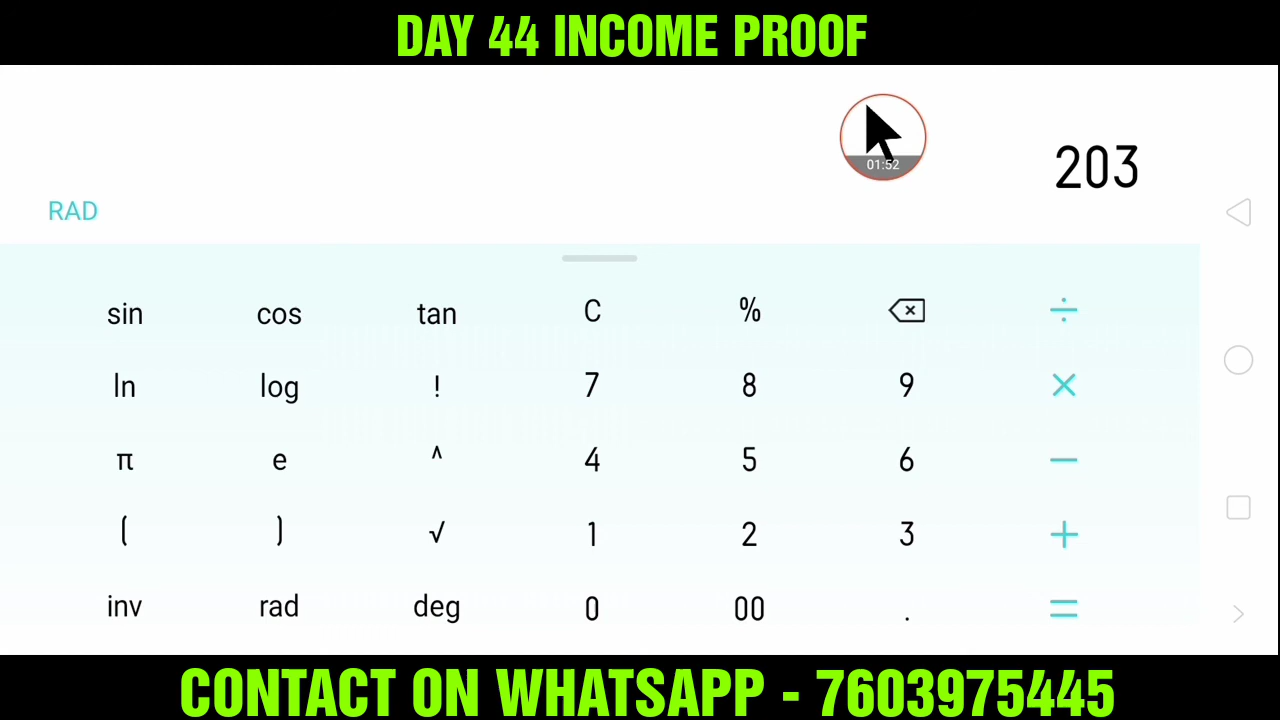 DAY 44 INCOME PROOF
01:52
203
RAD
sin cos tan C % ÷
ln log ! 7 8 9 ×
π e ^ 4 5 6 −
( ) √ 1 2 3 +
inv rad deg 0 00 . =
CONTACT ON WHATSAPP - 7603975445